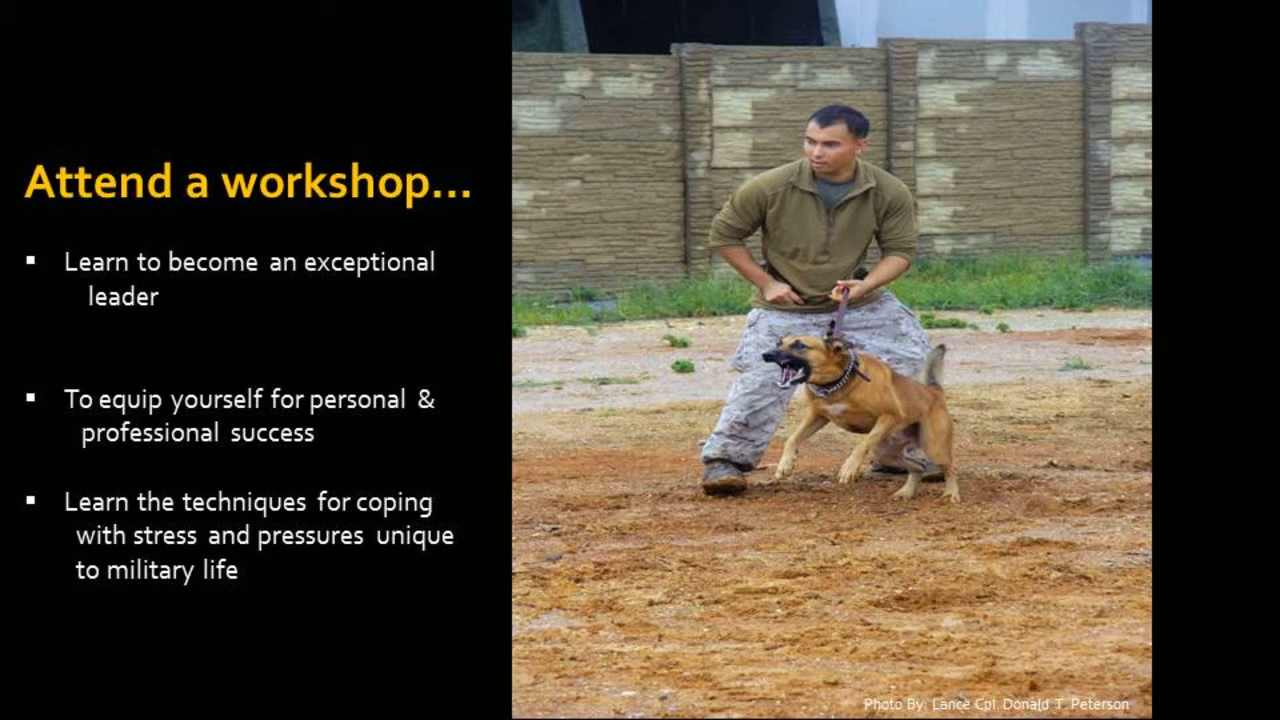 Attend a workshop...
▪ Learn to become an exceptional
leader
▪ To equip yourself for personal &
professional success
▪ Learn the techniques for coping
with stress and pressures unique
to military life
Photo By: Lance Cpl. Donald T. Peterson